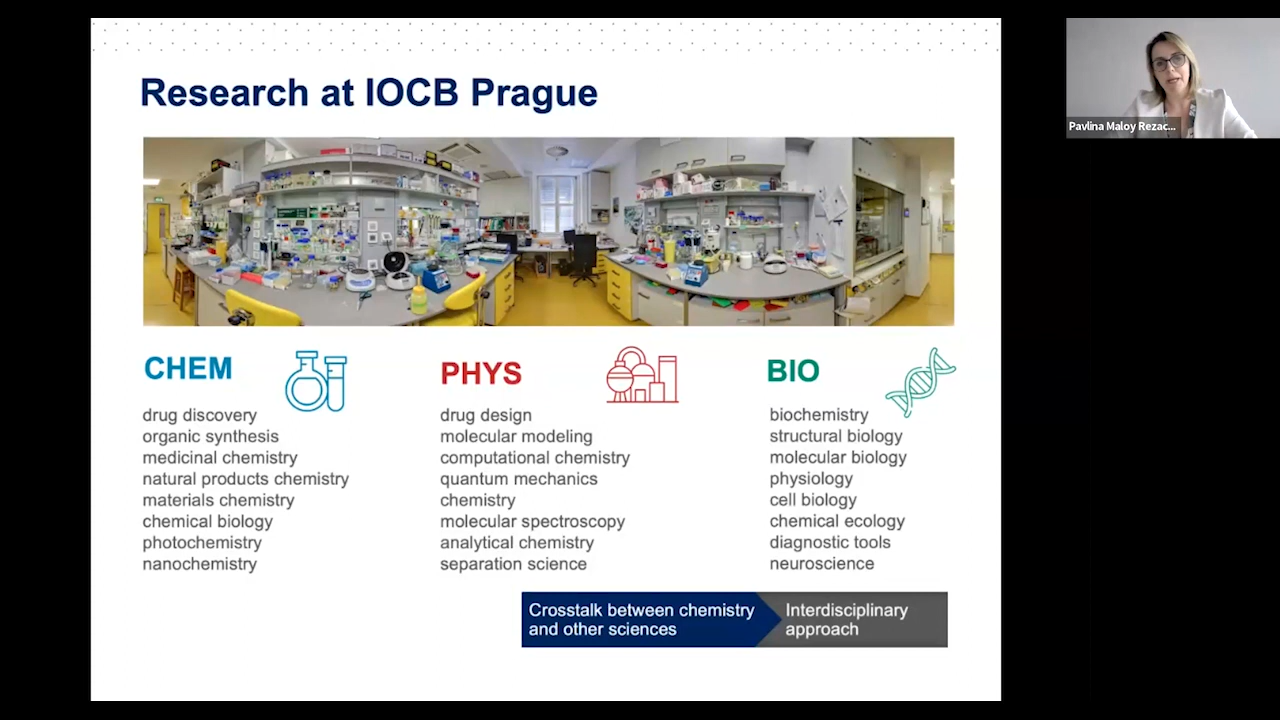 Research at IOCB Prague
Pavlina Maloy Rezac...
CHEM
drug discovery
organic synthesis
medicinal chemistry
natural products chemistry
materials chemistry
chemical biology
photochemistry
nanochemistry
PHYS
drug design
molecular modeling
computational chemistry
quantum mechanics
chemistry
molecular spectroscopy
analytical chemistry
separation science
BIO
biochemistry
structural biology
molecular biology
physiology
cell biology
chemical ecology
diagnostic tools
neuroscience
Crosstalk between chemistry
and other sciences
Interdisciplinary
approach